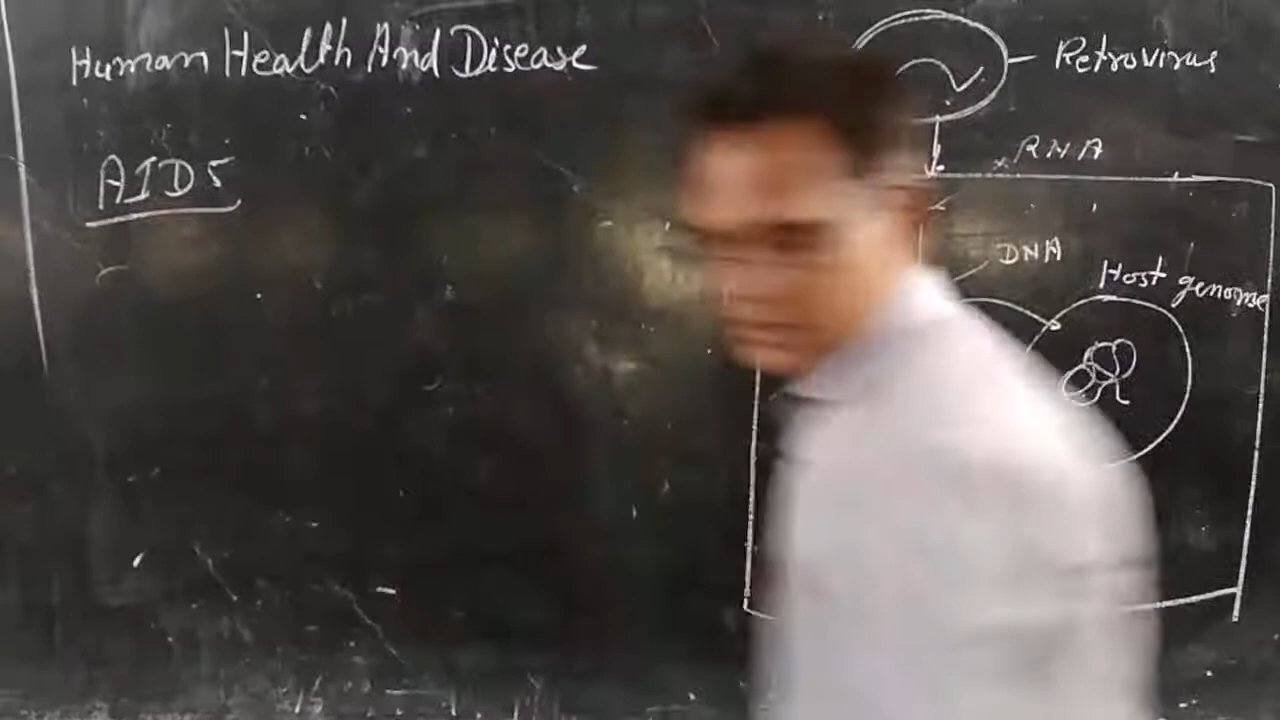 Human Health And Disease
AIDS
Retrovirus
RNA
DNA
Host genome